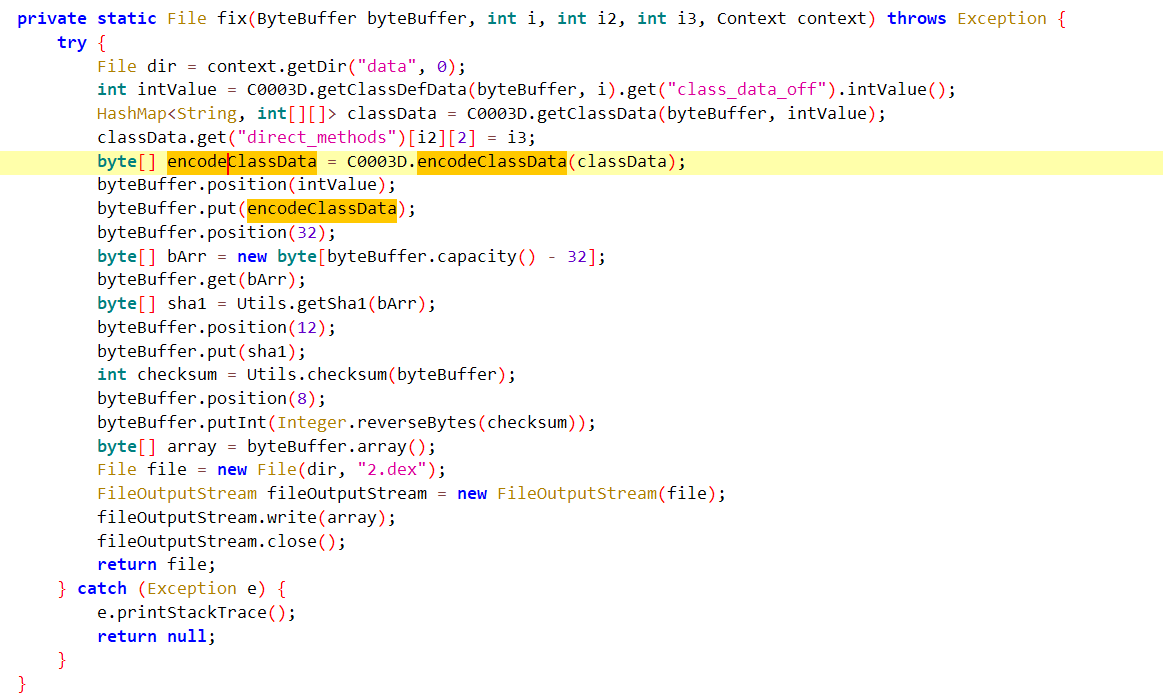 private static File fix(ByteBuffer byteBuffer, int i, int i2, int i3, Context context) throws Exception {
    try {
        File dir = context.getDir("data", 0);
        int intValue = C0003D.getClassDefData(byteBuffer, i).get("class_data_off").intValue();
        HashMap<String, int[][]> classData = C0003D.getClassData(byteBuffer, intValue);
        classData.get("direct_methods")[i2][2] = i3;
        byte[] encodeClassData = C0003D.encodeClassData(classData);
        byteBuffer.position(intValue);
        byteBuffer.put(encodeClassData);
        byteBuffer.position(32);
        byte[] bArr = new byte[byteBuffer.capacity() - 32];
        byteBuffer.get(bArr);
        byte[] sha1 = Utils.getSha1(bArr);
        byteBuffer.position(12);
        byteBuffer.put(sha1);
        int checksum = Utils.checksum(byteBuffer);
        byteBuffer.position(8);
        byteBuffer.putInt(Integer.reverseBytes(checksum));
        byte[] array = byteBuffer.array();
        File file = new File(dir, "2.dex");
        FileOutputStream fileOutputStream = new FileOutputStream(file);
        fileOutputStream.write(array);
        fileOutputStream.close();
        return file;
    } catch (Exception e) {
        e.printStackTrace();
        return null;
    }
}